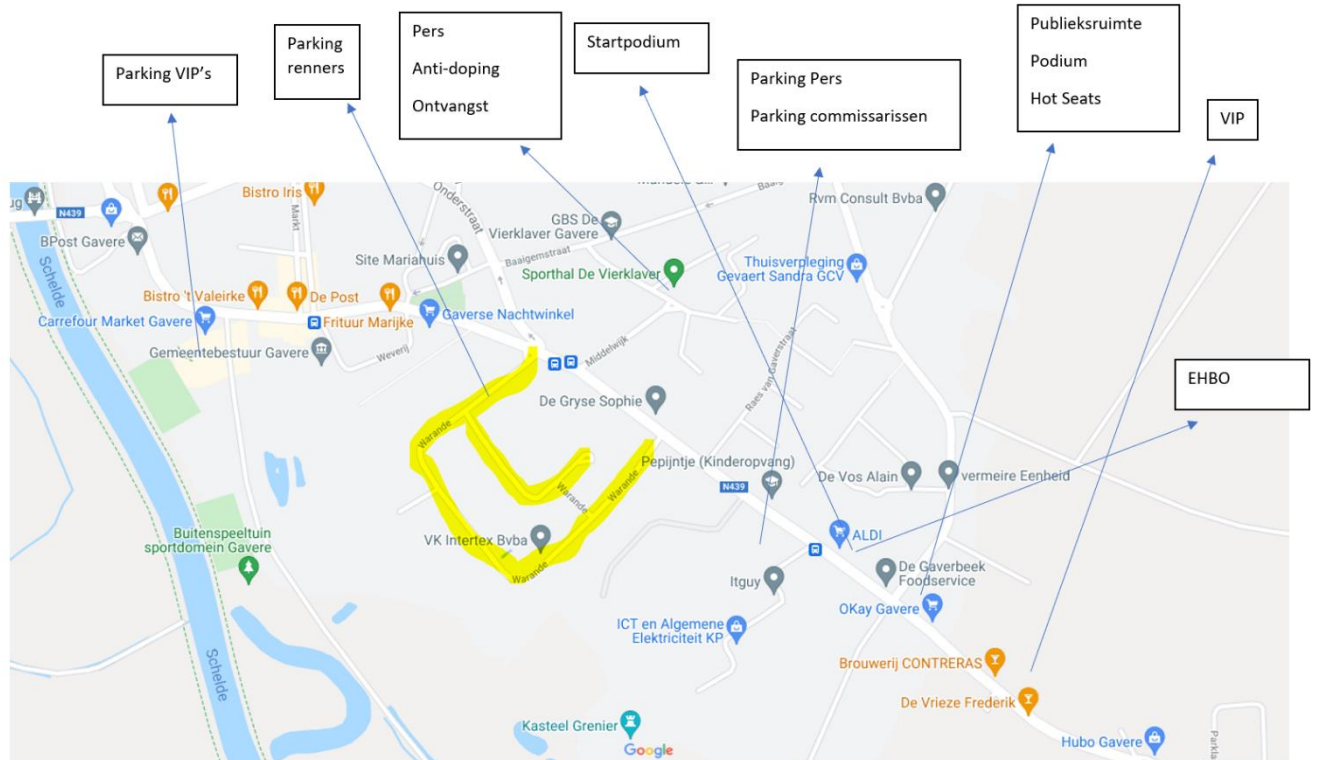 Parking VIP's
Parking
renners
Pers
Anti-doping
Ontvangst
Startpodium
Parking Pers
Parking commissarissen
Publieksruimte
Podium
Hot Seats
VIP
EHBO
N439
BPost Gavere
Bistro Iris
Markt
Onderstraat
GBS De
Vierklaver Gavere
Baaigemstraat
Rvm Consult Bvba
Site Mariahuis
Sporthal De Vierklaver
Thuisverpleging
Gevaert Sandra GCV
Schelde
Bistro 't Valeirke
De Post
Carrefour Market Gavere
Frituur Marijke
Gaverse Nachtwinkel
Gemeentebestuur Gavere
Weverij
Middelwijk
Raes van Gaverstraat
De Gryse Sophie
Warande
Warande
Warande
Warande
Pepijntje (Kinderopvang)
N439
De Vos Alain
vermeire Eenheid
Buitenspeeltuin
sportdomein Gavere
VK Intertex Bvba
ALDI
De Gaverbeek
Foodservice
Itguy
OKay Gavere
ICT en Algemene
Elektriciteit KP
Schelde
Brouwerij CONTRERAS
De Vrieze Frederik
Kasteel Grenier
Google
Hubo Gavere